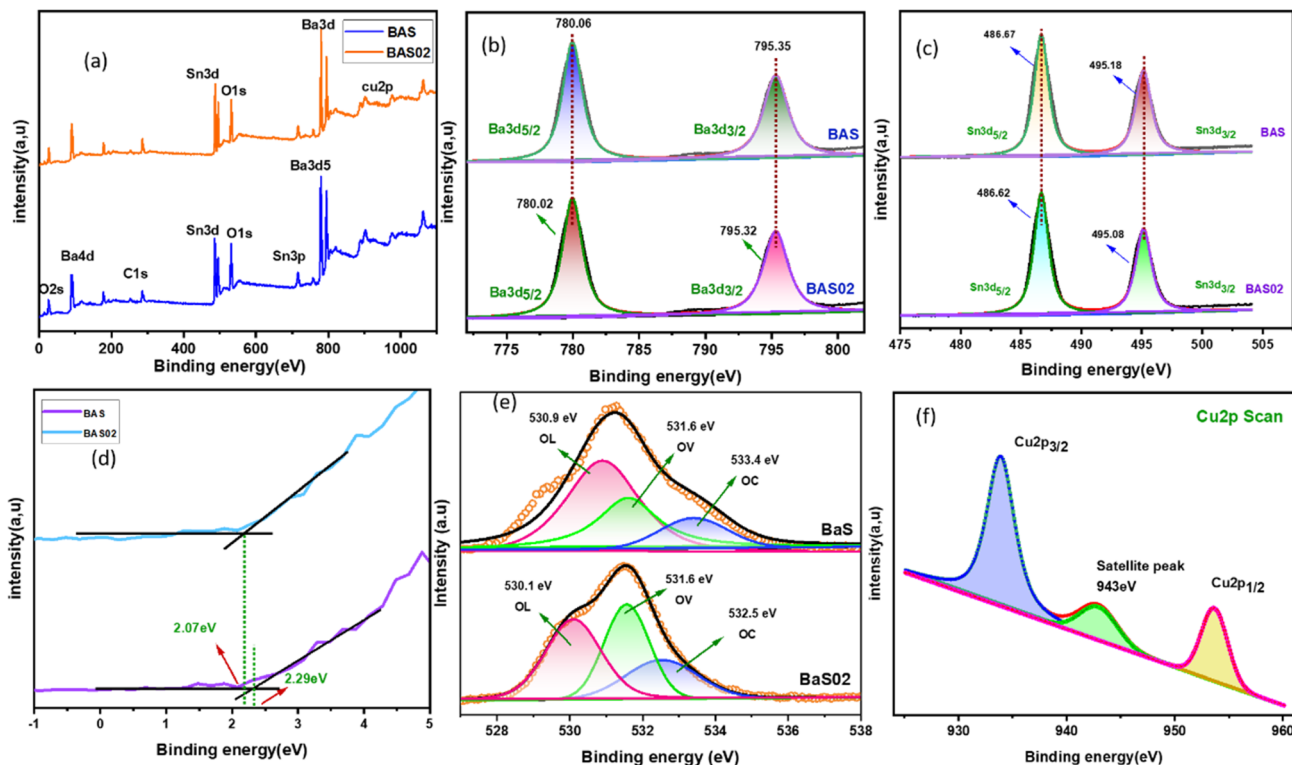 (a)
BAS
BAS02
Ba3d
Sn3d
O1s
cu2p
Ba3d5
Sn3d
O1s
Sn3p
Ba4d
C1s
O2s
intensity(a,u)
0 200 400 600 800 1000
Binding energy(eV)
(b)
780.06
795.35
Ba3d5/2
Ba3d3/2
BAS
780.02
795.32
Ba3d5/2
Ba3d3/2
BAS02
intensity(a,u)
775 780 785 790 795 802
Binding energy(eV)
(c)
486.67
495.18
Sn3d5/2
Sn3d3/2
BAS
486.62
495.08
Sn3d5/2
Sn3d3/2
BAS02
intensity(a,u)
475 480 485 490 495 500 505
Binding energy(eV)
BAS
BAS02
(d)
2.07eV
2.29eV
intensity(a,u)
-1 0 1 2 3 4 5
Binding energy(eV)
(e)
530.9 eV
OL
531.6 eV
OV
533.4 eV
OC
BaS
530.1eV
OL
531.6eV
OV
532.5 eV
OC
BaS02
Intensity(a,u)
528 530 532 534 536 538
Binding energy (eV)
(f)
Cu2p Scan
Cu2p3/2
Satellite peak
943eV
Cu2p1/2
intensity(a,u)
930 940 950 960
Binding energy(eV)